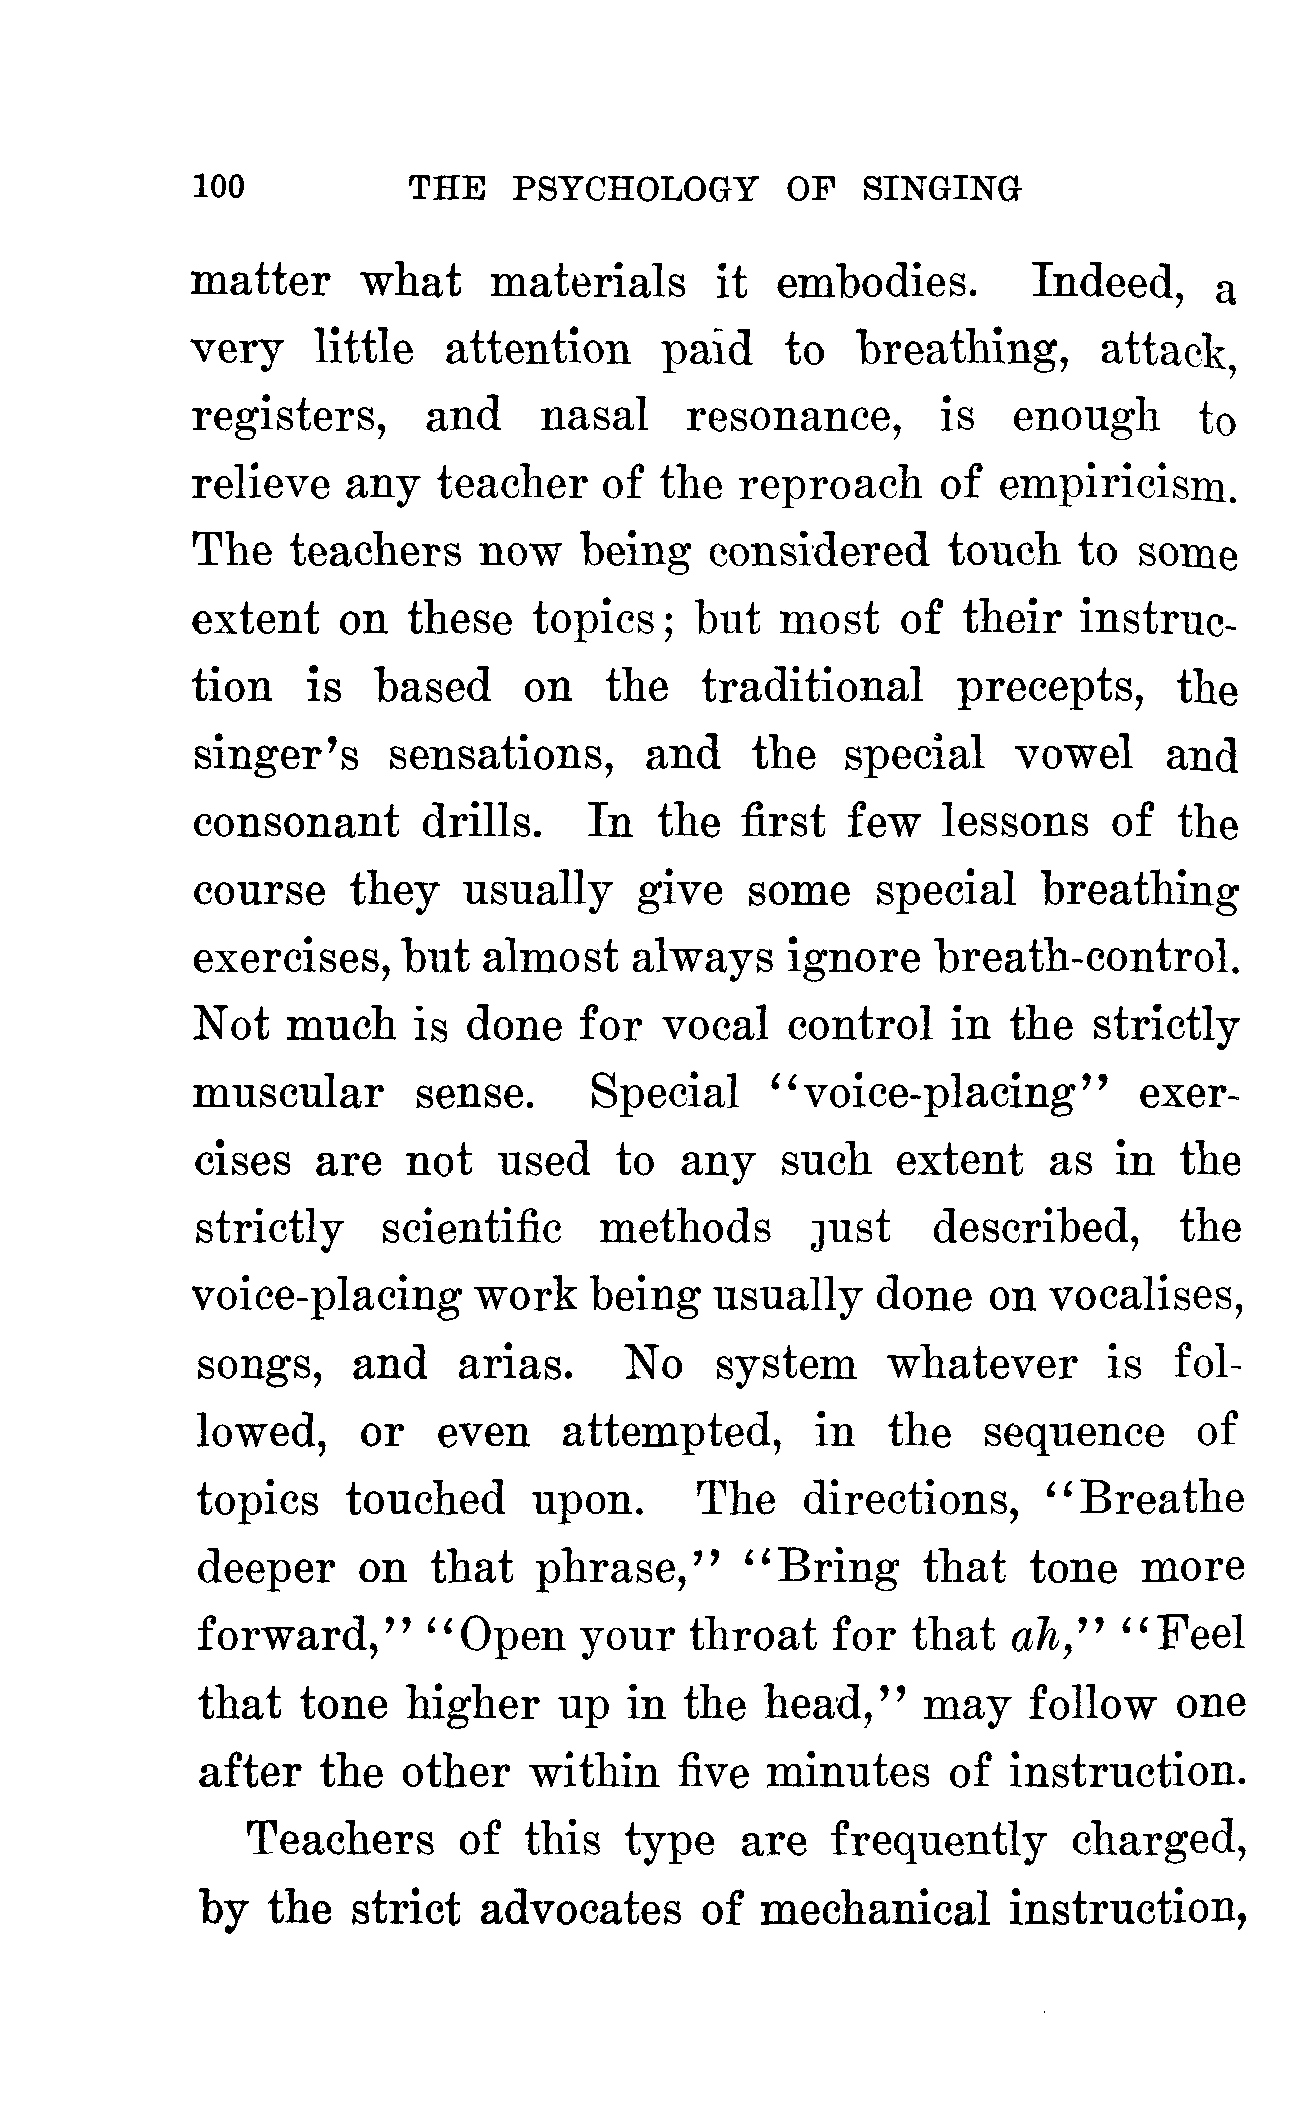 100 THE PSYCHOLOGY OF SINGING
matter what materials it embodies. Indeed, a
very little attention paid to breathing, attack,
registers, and nasal resonance, is enough to
relieve any teacher of the reproach of empiricism.
The teachers now being considered touch to some
extent on these topics; but most of their instruc-
tion is based on the traditional precepts, the
singer's sensations, and the special vowel and
consonant drills. In the first few lessons of the
course they usually give some special breathing
exercises, but almost always ignore breath-control.
Not much is done for vocal control in the strictly
muscular sense. Special "voice-placing" exer-
cises are not used to any such extent as in the
strictly scientific methods just described, the
voice-placing work being usually done on vocalises,
songs, and arias. No system whatever is fol-
lowed, or even attempted, in the sequence of
topics touched upon. The directions, "Breathe
deeper on that phrase," "Bring that tone more
forward," "Open your throat for that ah," "Feel
that tone higher up in the head," may follow one
after the other within five minutes of instruction.
Teachers of this type are frequently charged,
by the strict advocates of mechanical instruction,